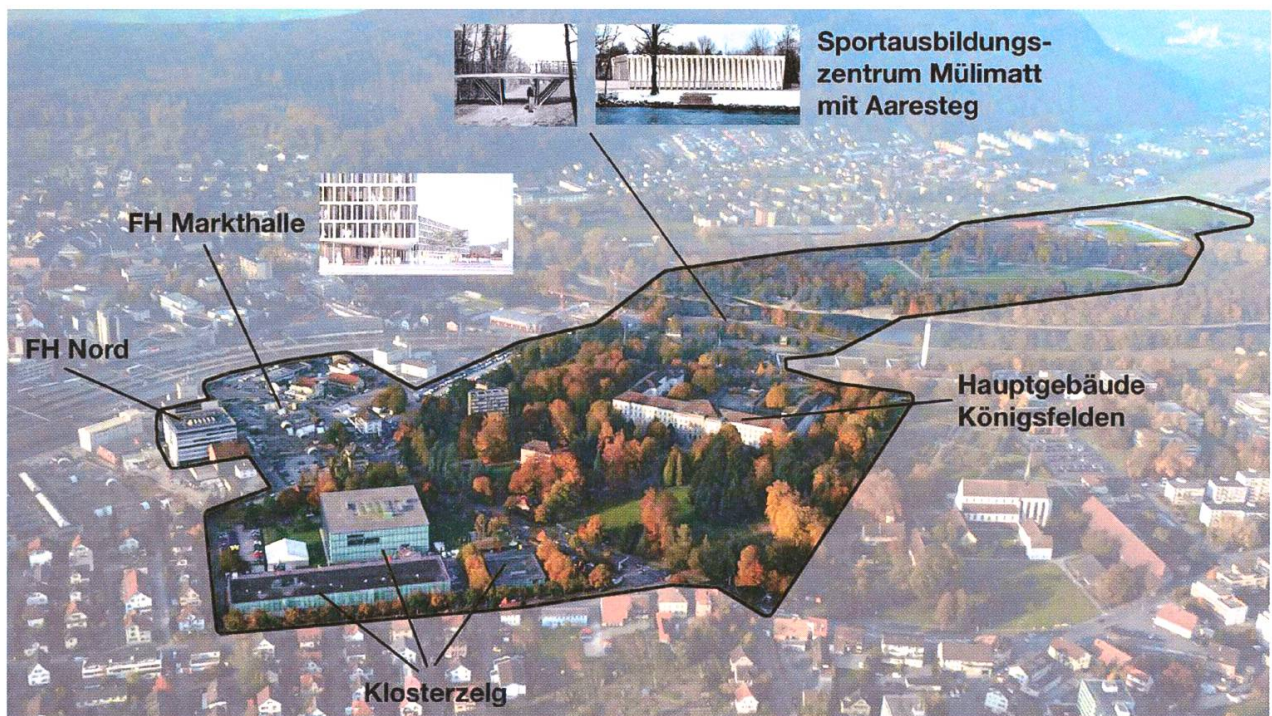 Sportausbildungs-
zentrum Mülimatt
mit Aaresteg
FH Markthalle
FH Nord
Hauptgebäude
Königsfelden
Klosterzelg